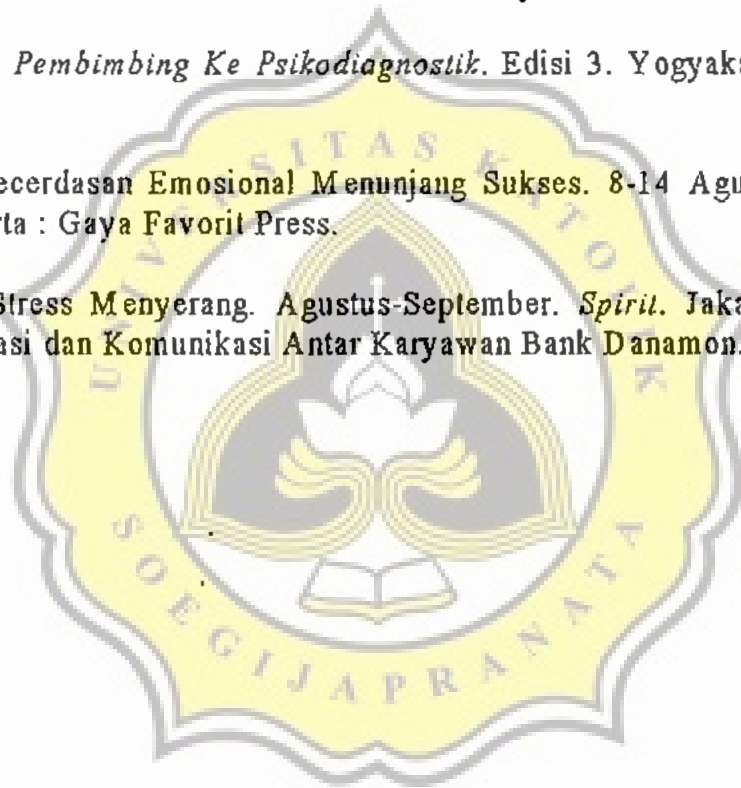 Pembimbing Ke Psikodiagnostik. Edisi 3. Yogyaka
ecerdasan Emosional Menunjang Sukses. 8-14 Agu
rta : Gaya Favorit Press.
Stress Menyerang. Agustus-September. Spirit. Jaka
asi dan Komunikasi Antar Karyawan Bank Danamon.
UNIVERSITAS KATOLIK
SOEGIJAPRANATA